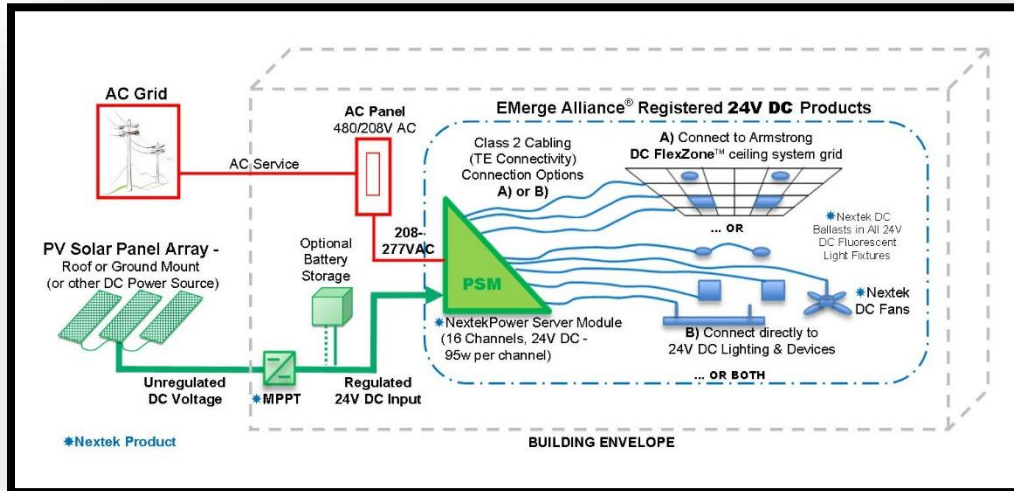 AC Grid
AC Service
AC Panel
480/208V AC
208-
277VAC
PV Solar Panel Array -
Roof or Ground Mount
(or other DC Power Source)
Unregulated
DC Voltage
✷MPPT
Optional
Battery
Storage
Regulated
24V DC Input
EMerge Alliance® Registered 24V DC Products
Class 2 Cabling
(TE Connectivity)
Connection Options
A) or B)
PSM
✷NextekPower Server Module
(16 Channels, 24V DC -
95w per channel)
A) Connect to Armstrong
DC FlexZone™ ceiling system grid
... OR
✷Nextek DC
Ballasts in All 24V
DC Fluorescent
Light Fixtures
✷Nextek
DC Fans
B) Connect directly to
24V DC Lighting & Devices
... OR BOTH
✷Nextek Product
BUILDING ENVELOPE